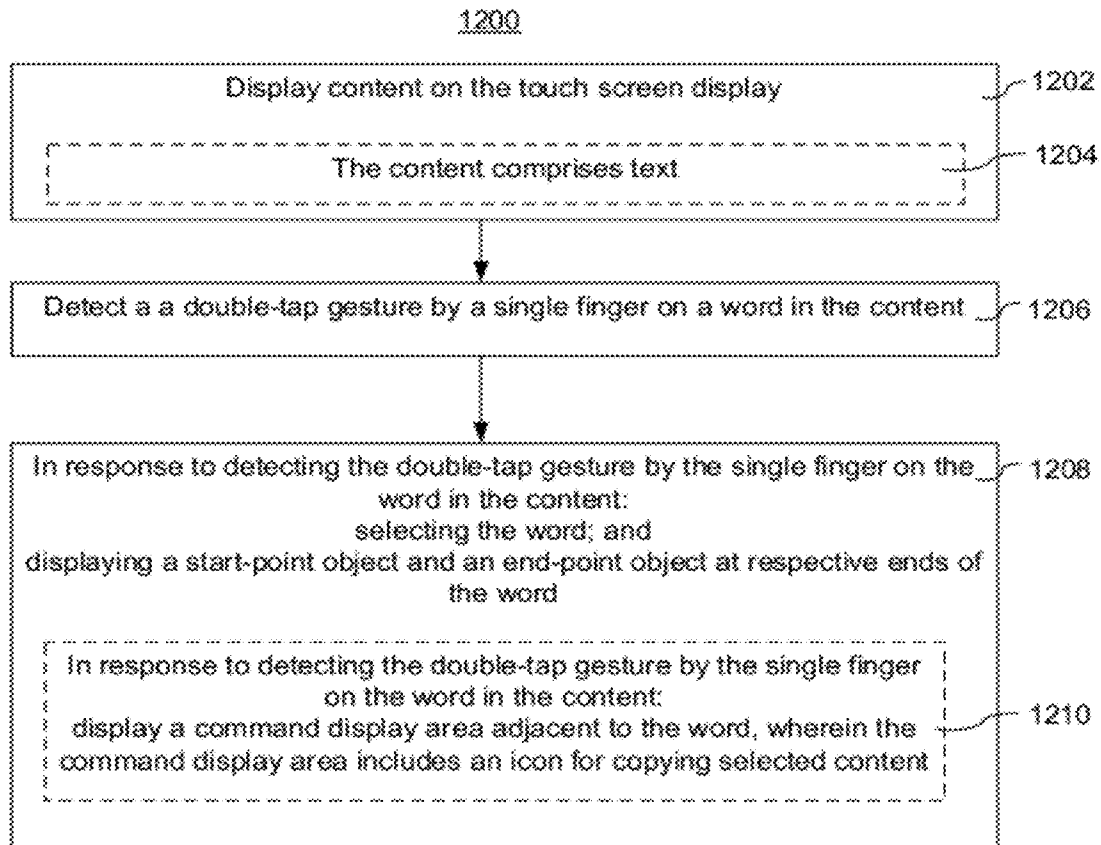 1200
Display content on the touch screen display
1202
The content comprises text
1204
Detect a a double-tap gesture by a single finger on a word in the content
1206
In response to detecting the double-tap gesture by the single finger on the
1208
word in the content:
selecting the word; and
displaying a start-point object and an end-point object at respective ends of
the word
In response to detecting the double-tap gesture by the single finger
on the word in the content:
display a command display area adjacent to the word, wherein the
1210
command display area includes an icon for copying selected content